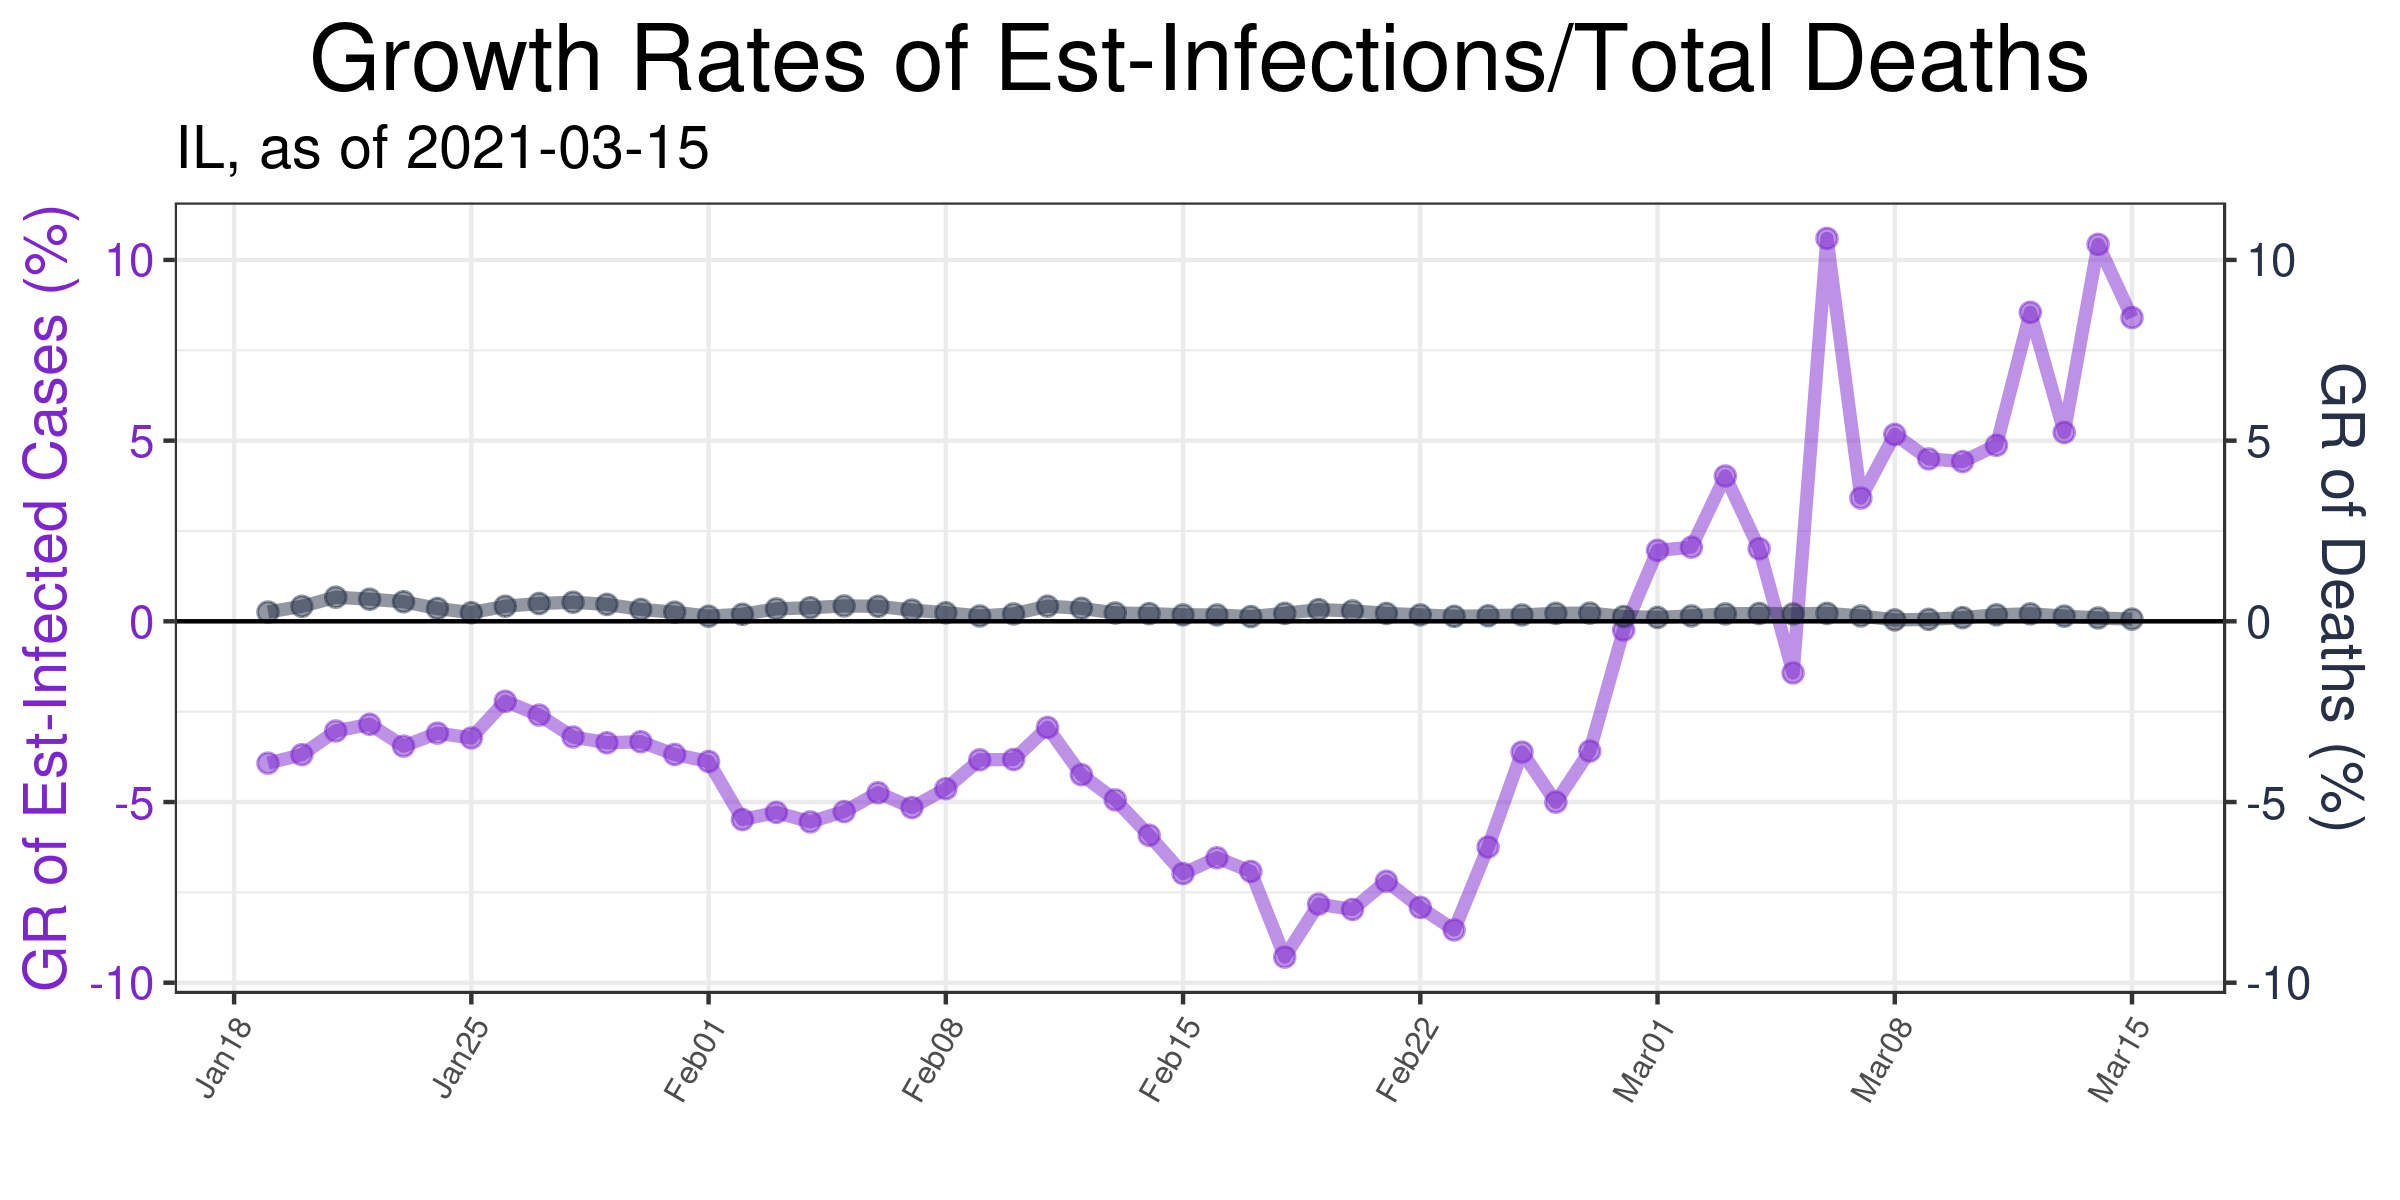 Growth Rates of Est-Infections/Total Deaths
IL, as of 2021-03-15
GR of Est-Infected Cases (%)
10
5
0
-5
-10
10
5
0
-5
-10
GR of Deaths (%)
Jan18
Jan25
Feb01
Feb08
Feb15
Feb22
Mar01
Mar08
Mar15